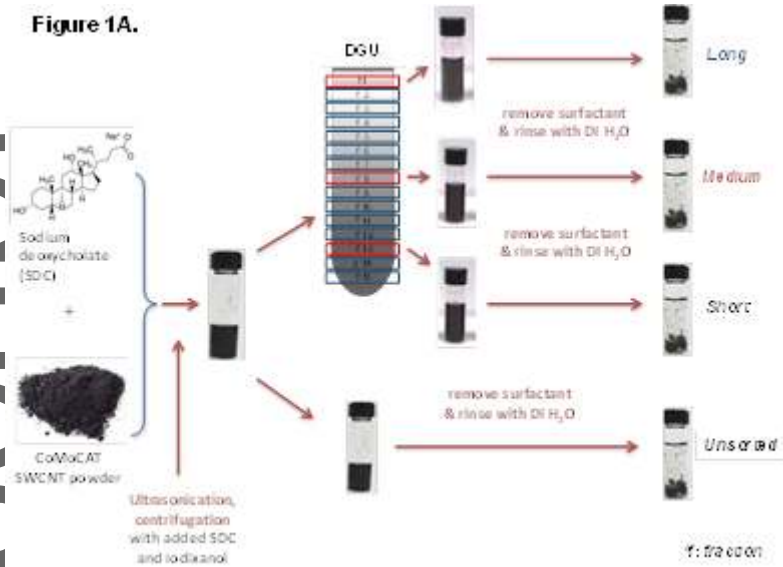 Figure 1A.
DGU
Long
remove surfactant
& rinse with DI H₂O
Medium
remove surfactant
& rinse with DI H₂O
Short
Sodium
deoxycholate
(SDC)
+
CoMoCAT
SWCNT powder
Ultrasonication,
centrifugation
with added SDC
and Iodixanol
remove surfactant
& rinse with DI H₂O
Unsorted
f: fraction